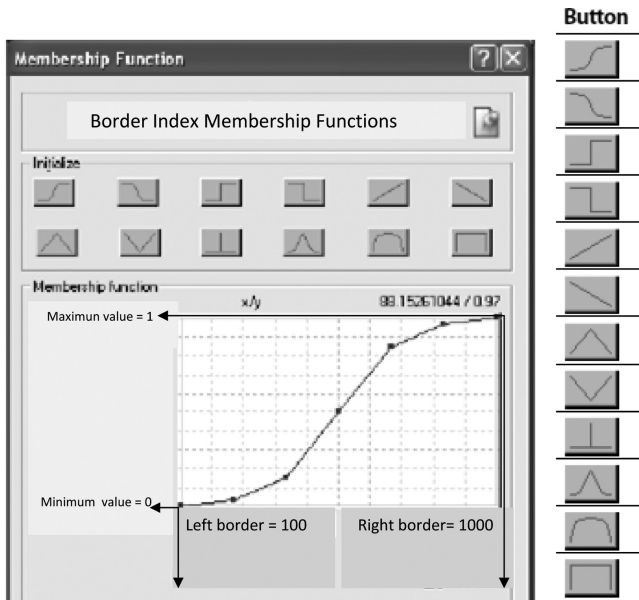 Button
Membership Function
Border Index Membership Functions
Initialize
Membership function
x/y
89.15261044 / 0.97
Maximun value = 1
Minimum value = 0
Left border = 100
Right border= 1000